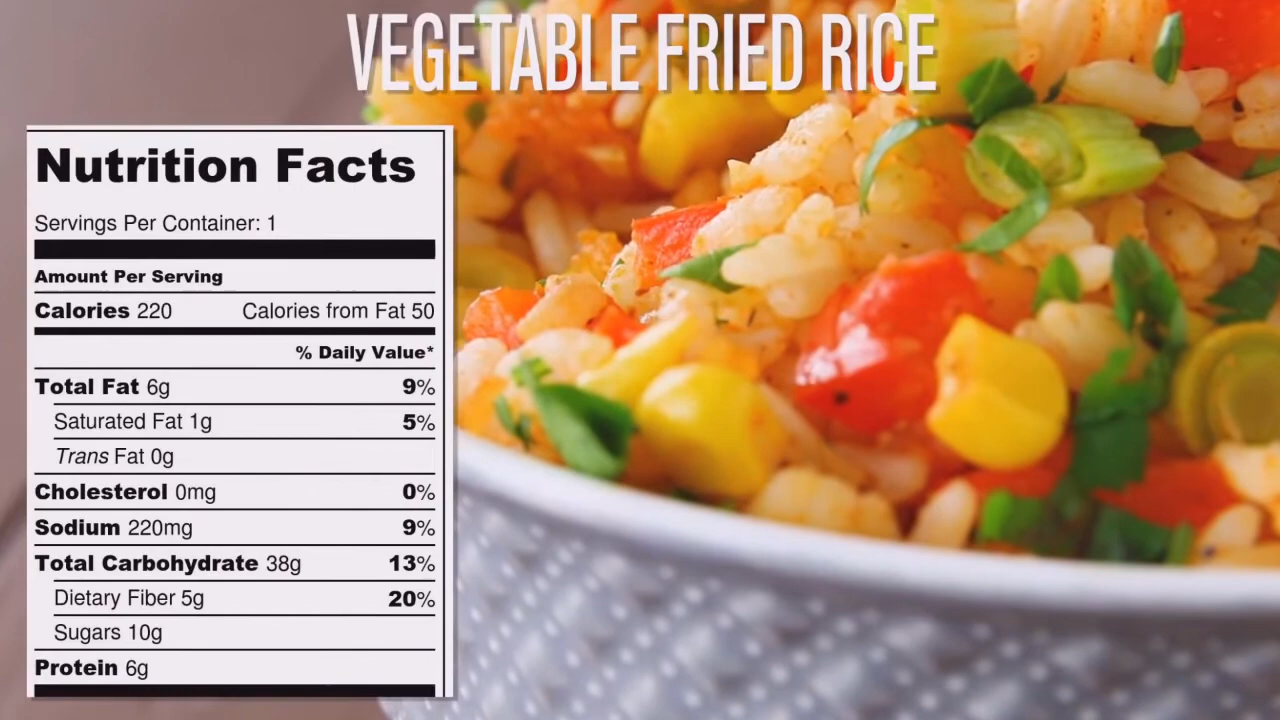 VEGETABLE FRIED RICE
Nutrition Facts
Servings Per Container: 1
Amount Per Serving
Calories 220 Calories from Fat 50
% Daily Value*
Total Fat 6g 9%
Saturated Fat 1g 5%
Trans Fat 0g
Cholesterol 0mg 0%
Sodium 220mg 9%
Total Carbohydrate 38g 13%
Dietary Fiber 5g 20%
Sugars 10g
Protein 6g